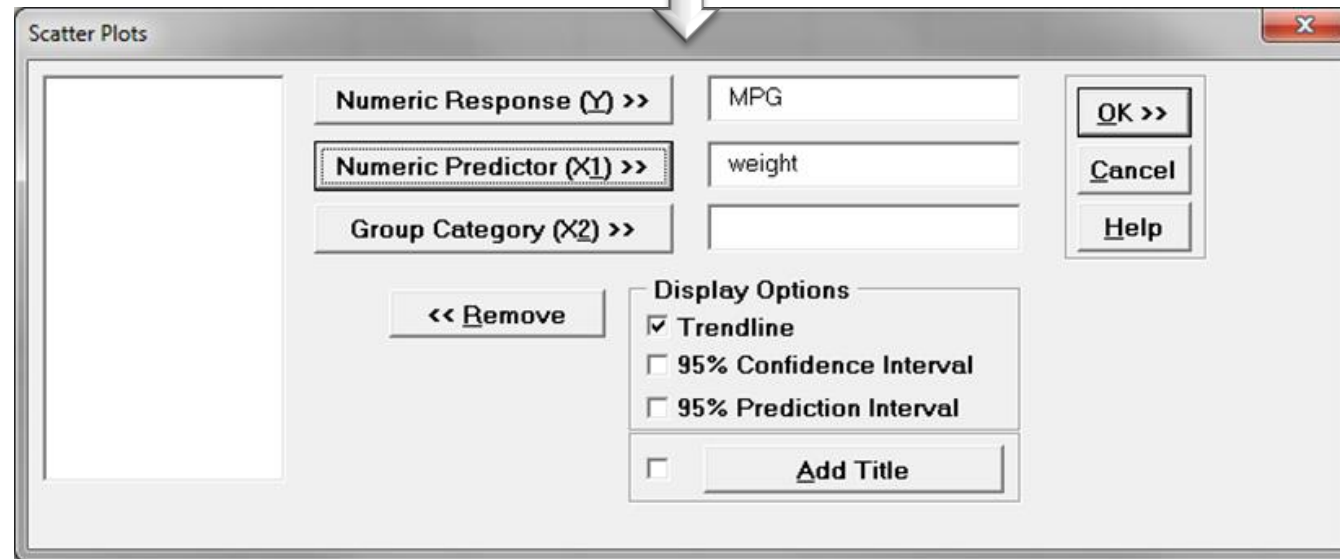 Scatter Plots
Numeric Response (Y) >>
MPG
OK >>
Numeric Predictor (X1) >>
weight
Cancel
Group Category (X2) >>
Help
<< Remove
Display Options
Trendline
95% Confidence Interval
95% Prediction Interval
Add Title